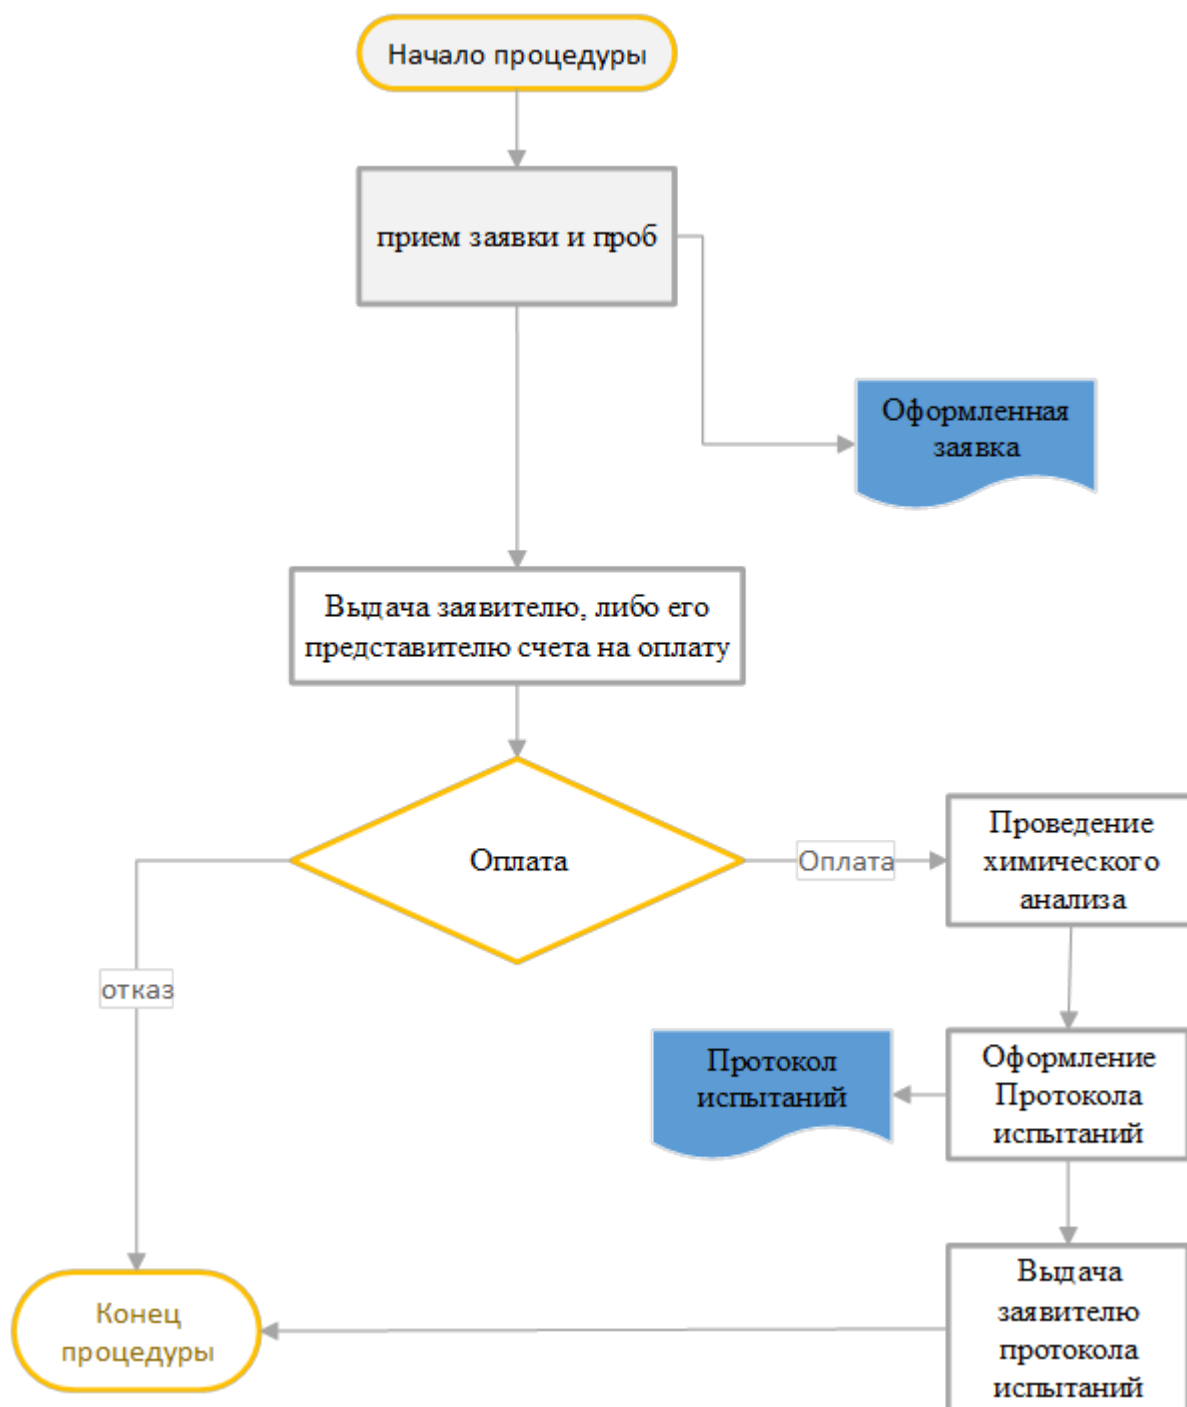 Начало процедуры
прием заявки и проб
Оформленная
заявка
Выдача заявителю, либо его
представителю счета на оплату
Оплата
Оплата
Проведение
химического
анализа
отказ
Протокол
испытаний
Оформление
Протокола
испытаний
Конец
процедуры
Выдача
заявителю
протокола
испытаний